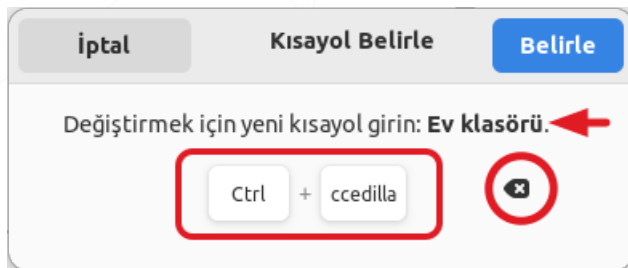 İptal Kısayol Belirle Belirle
Değiştirmek için yeni kısayol girin: Ev klasörü.
Ctrl + ccedilla